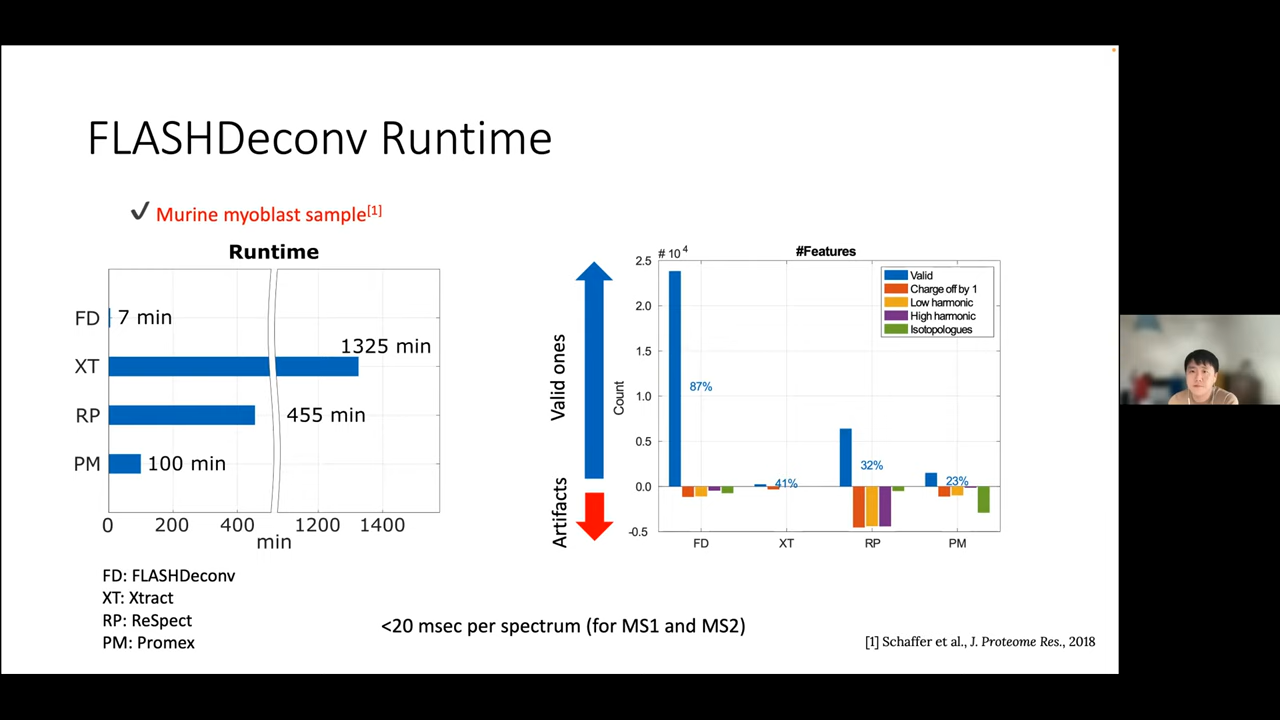 FLASHDeconv Runtime
✓ Murine myoblast sample[1]
Runtime
FD
7 min
XT
1325 min
RP
455 min
PM
100 min
0 200 400 1200 1400
min
FD: FLASHDeconv
XT: Xtract
RP: ReSpect
PM: Promex
Valid ones
Artifacts
#Features
# 10 4
2.5
2.0
1.5
1.0
0.5
0.0
-0.5
Count
Valid
Charge off by 1
Low harmonic
High harmonic
Isotopologues
87%
41%
32%
23%
FD XT RP PM
<20 msec per spectrum (for MS1 and MS2)
[1] Schaffer et al., J. Proteome Res., 2018